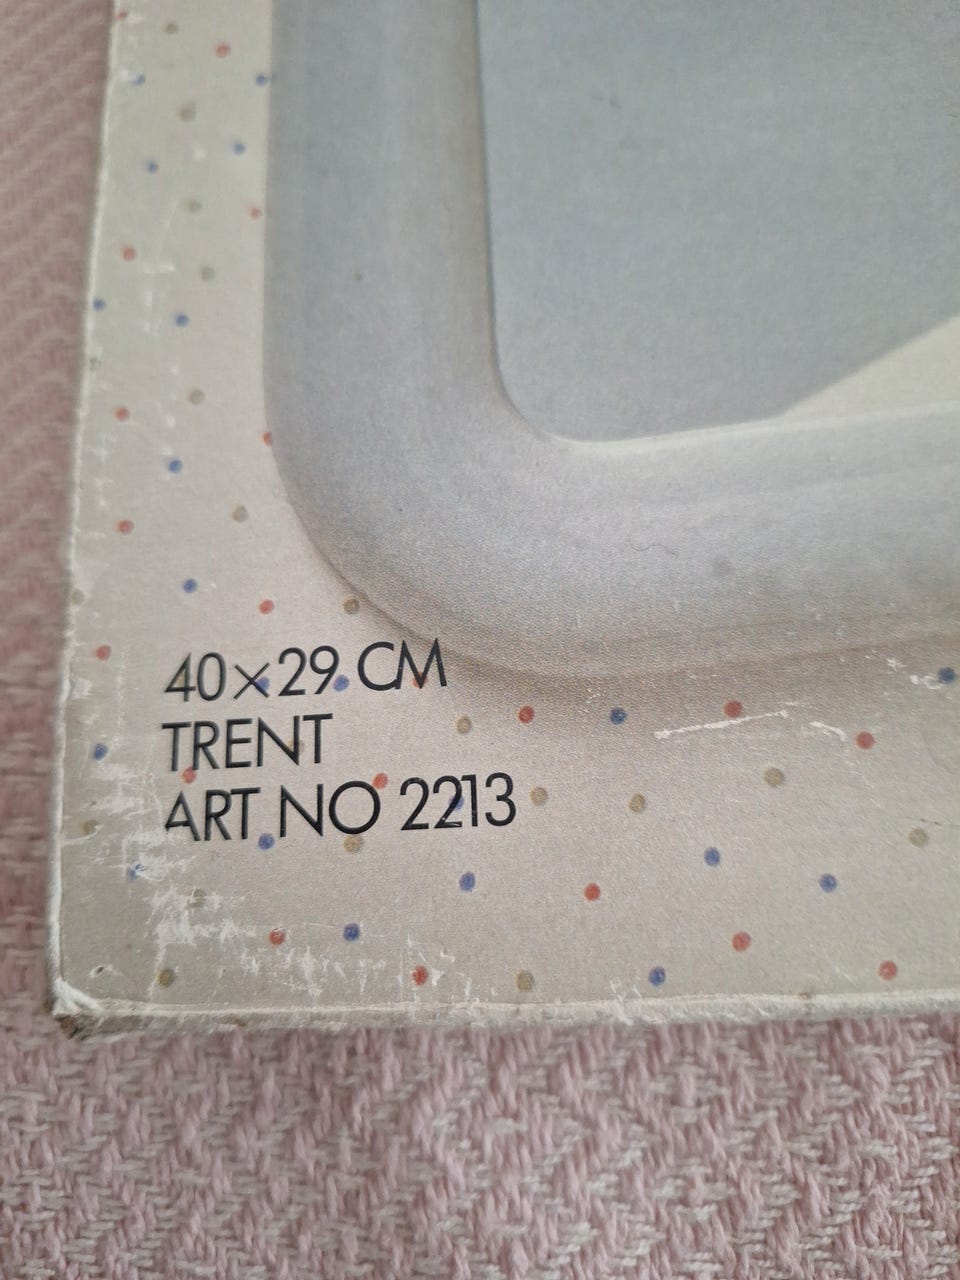 40×29 CM
TRENT
ART NO 2213